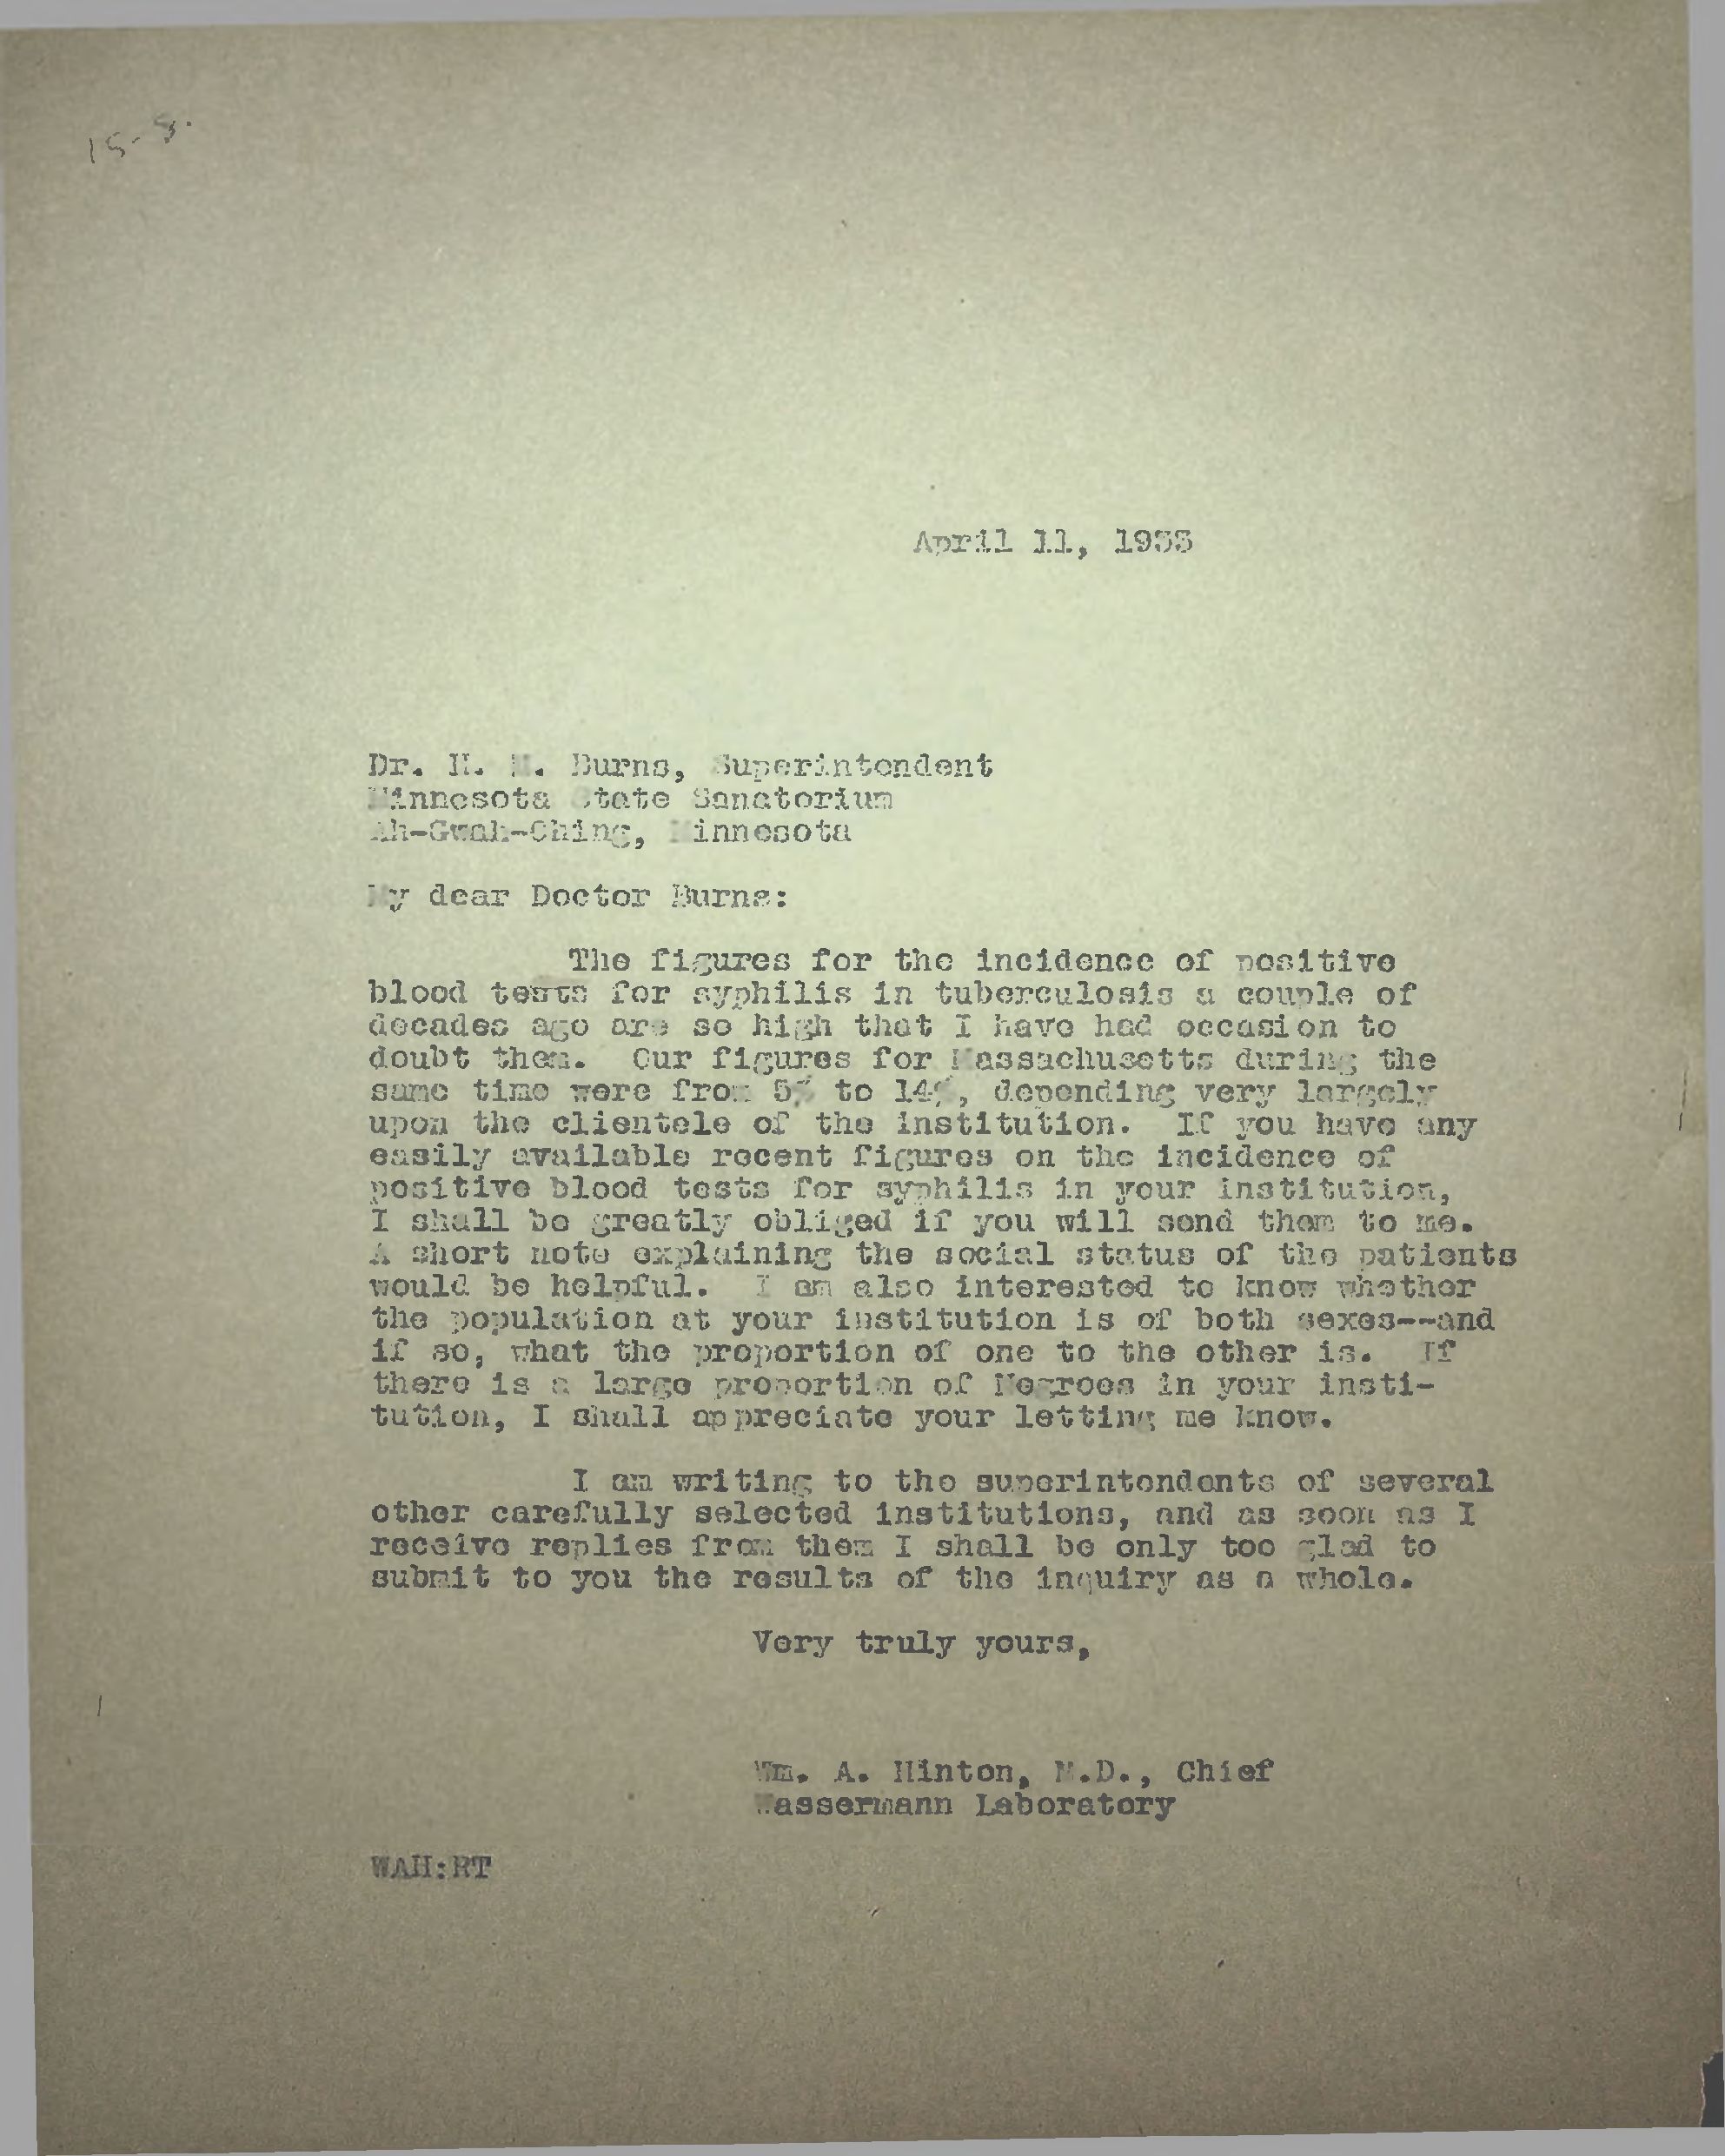 15-8.
April 11, 1933
Dr. H. M. Burns, Superintendent
Minnesota State Sanatorium
Ah-Gwah-Ching, Minnesota
My dear Doctor Burns:
The figures for the incidence of positive
blood tests for syphilis in tuberculosis a couple of
decades ago are so high that I have had occasion to
doubt them. Our figures for Massachusetts during the
same time were from 5% to 14%, depending very largely
upon the clientele of the institution. If you have any
easily available recent figures on the incidence of
positive blood tests for syphilis in your institution,
I shall be greatly obliged if you will send them to me.
A short note explaining the social status of the patients
would be helpful. I am also interested to know whether
the population at your institution is of both sexes--and
if so, what the proportion of one to the other is. If
there is a large proportion of Negroes in your insti-
tution, I shall appreciate your letting me know.
I am writing to the superintendents of several
other carefully selected institutions, and as soon as I
receive replies from them I shall be only too glad to
submit to you the results of the inquiry as a whole.
Very truly yours,
Wm. A. Hinton, M.D., Chief
Wassermann Laboratory
WAH:RT